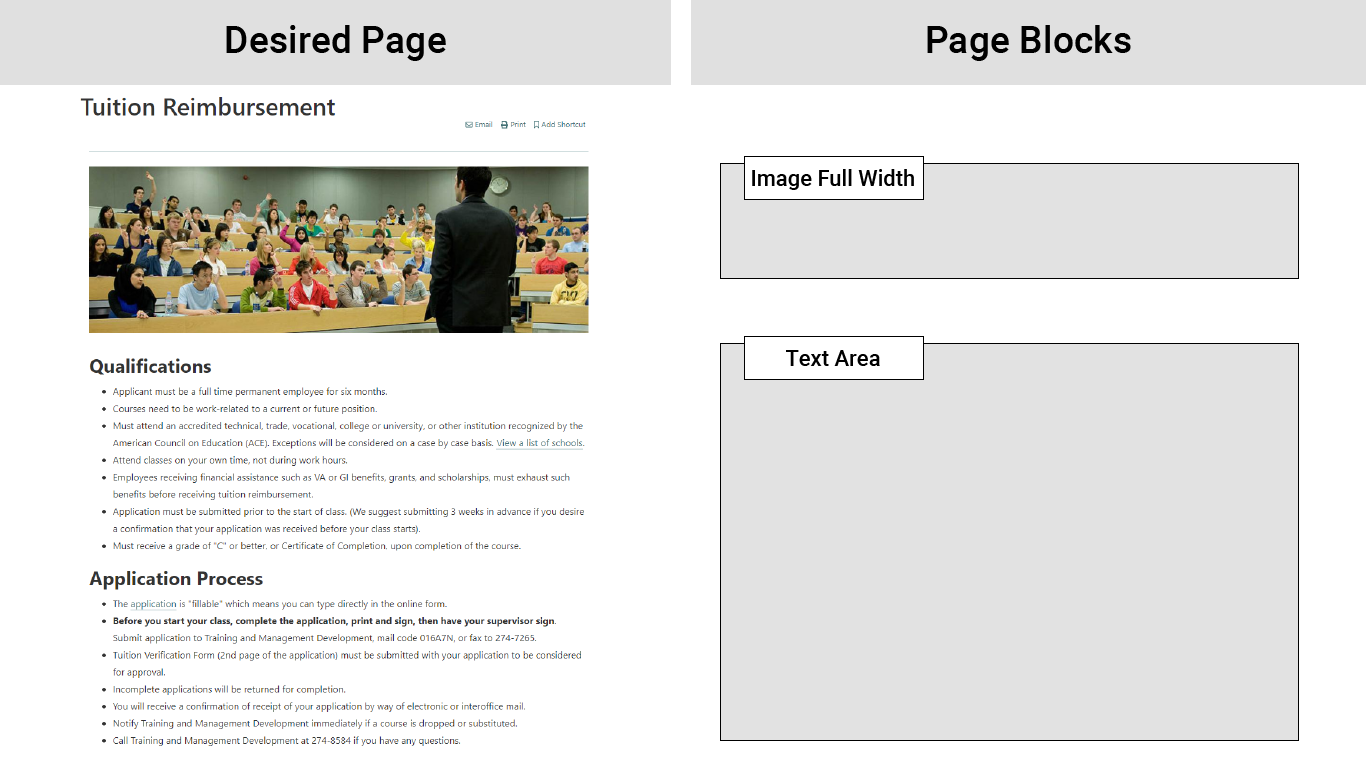 Desired Page
Page Blocks
Tuition Reimbursement
Email Print Add Shortcut
Qualifications
Applicant must be a full time permanent employee for six months.
Courses need to be work-related to a current or future position.
Must attend an accredited technical, trade, vocational, college or university, or other institution recognized by the
American Council on Education (ACE). Exceptions will be considered on a case by case basis. View a list of schools.
Attend classes on your own time, not during work hours.
Employees receiving financial assistance such as VA or GI benefits, grants, and scholarships, must exhaust such
benefits before receiving tuition reimbursement.
Application must be submitted prior to the start of class. (We suggest submitting 3 weeks in advance if you desire
a confirmation that your application was received before your class starts).
Must receive a grade of "C" or better, or Certificate of Completion, upon completion of the course.
Application Process
The application is "fillable" which means you can type directly in the online form.
Before you start your class, complete the application, print and sign, then have your supervisor sign.
Submit application to Training and Management Development, mail code 016A7N, or fax to 274-7265.
Tuition Verification Form (2nd page of the application) must be submitted with your application to be considered
for approval.
Incomplete applications will be returned for completion.
You will receive a confirmation of receipt of your application by way of electronic or interoffice mail.
Notify Training and Management Development immediately if a course is dropped or substituted.
Call Training and Management Development at 274-8584 if you have any questions.
Image Full Width
Text Area